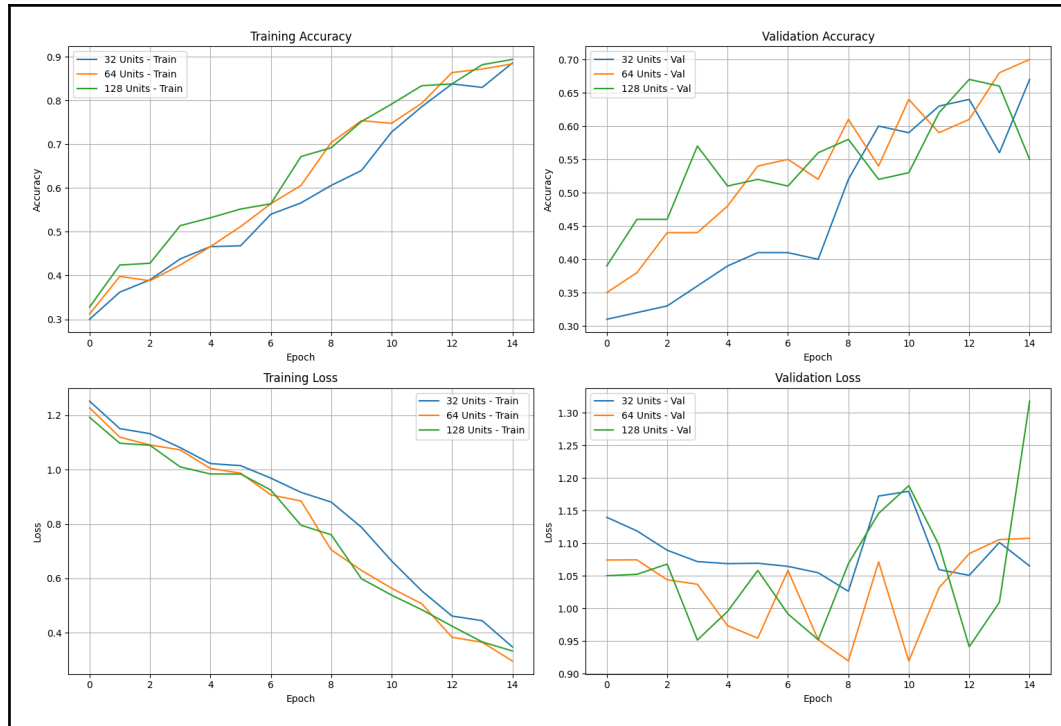 Training Accuracy
32 Units - Train
64 Units - Train
128 Units - Train
0.9
0.8
0.7
0.6
0.5
0.4
0.3
Accuracy
0 2 4 6 8 10 12 14
Epoch
Validation Accuracy
32 Units - Val
64 Units - Val
128 Units - Val
0.70
0.65
0.60
0.55
0.50
0.45
0.40
0.35
0.30
Accuracy
0 2 4 6 8 10 12 14
Epoch
Training Loss
32 Units - Train
64 Units - Train
128 Units - Train
1.2
1.0
0.8
0.6
0.4
Loss
0 2 4 6 8 10 12 14
Epoch
Validation Loss
32 Units - Val
64 Units - Val
128 Units - Val
1.30
1.25
1.20
1.15
1.10
1.05
1.00
0.95
0.90
Loss
0 2 4 6 8 10 12 14
Epoch